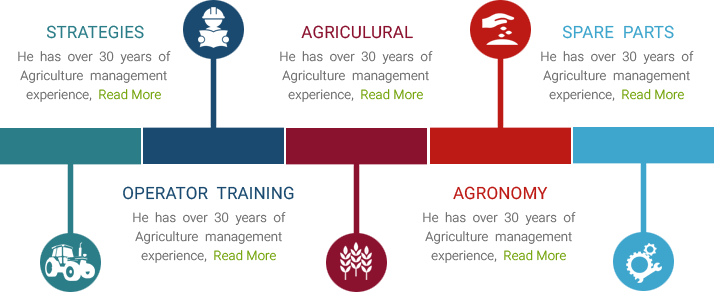 STRATEGIES
He has over 30 years of
Agriculture management
experience, Read More
AGRICULURAL
He has over 30 years of
Agriculture management
experience, Read More
SPARE PARTS
He has over 30 years of
Agriculture management
experience, Read More
OPERATOR TRAINING
He has over 30 years of
Agriculture management
experience, Read More
AGRONOMY
He has over 30 years of
Agriculture management
experience, Read More